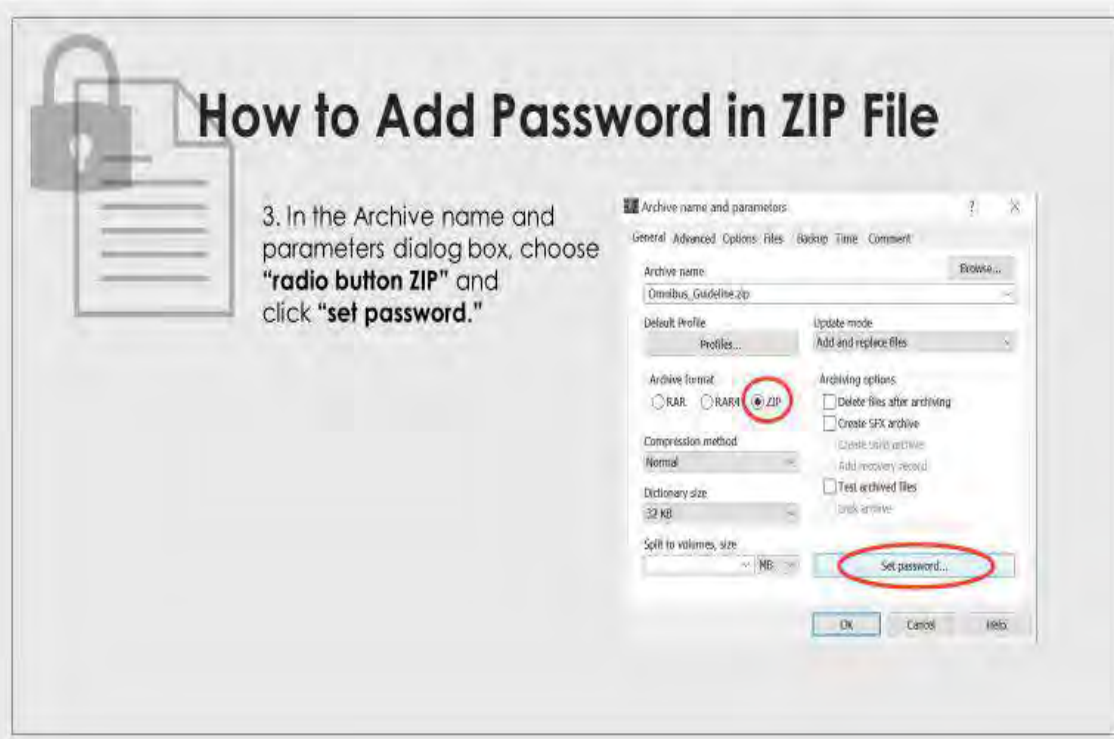 How to Add Password in ZIP File
3. In the Archive name and
parameters dialog box, choose
“radio button ZIP” and
click “set password.”
Archive name and parameters
General Advanced Options Files Backup Time Comment
Archive name
Browse...
Omnibus_Guideline.zip
Default Profile
Profiles...
Update mode
Add and replace files
Archive format
RAR RAR4 ZIP
Archiving options
Delete files after archiving
Create SFX archive
Create solid archive
Add recovery record
Test archived files
Lock archive
Compression method
Normal
Dictionary size
32 KB
Split to volumes, size
MB
Set password...
OK Cancel Help